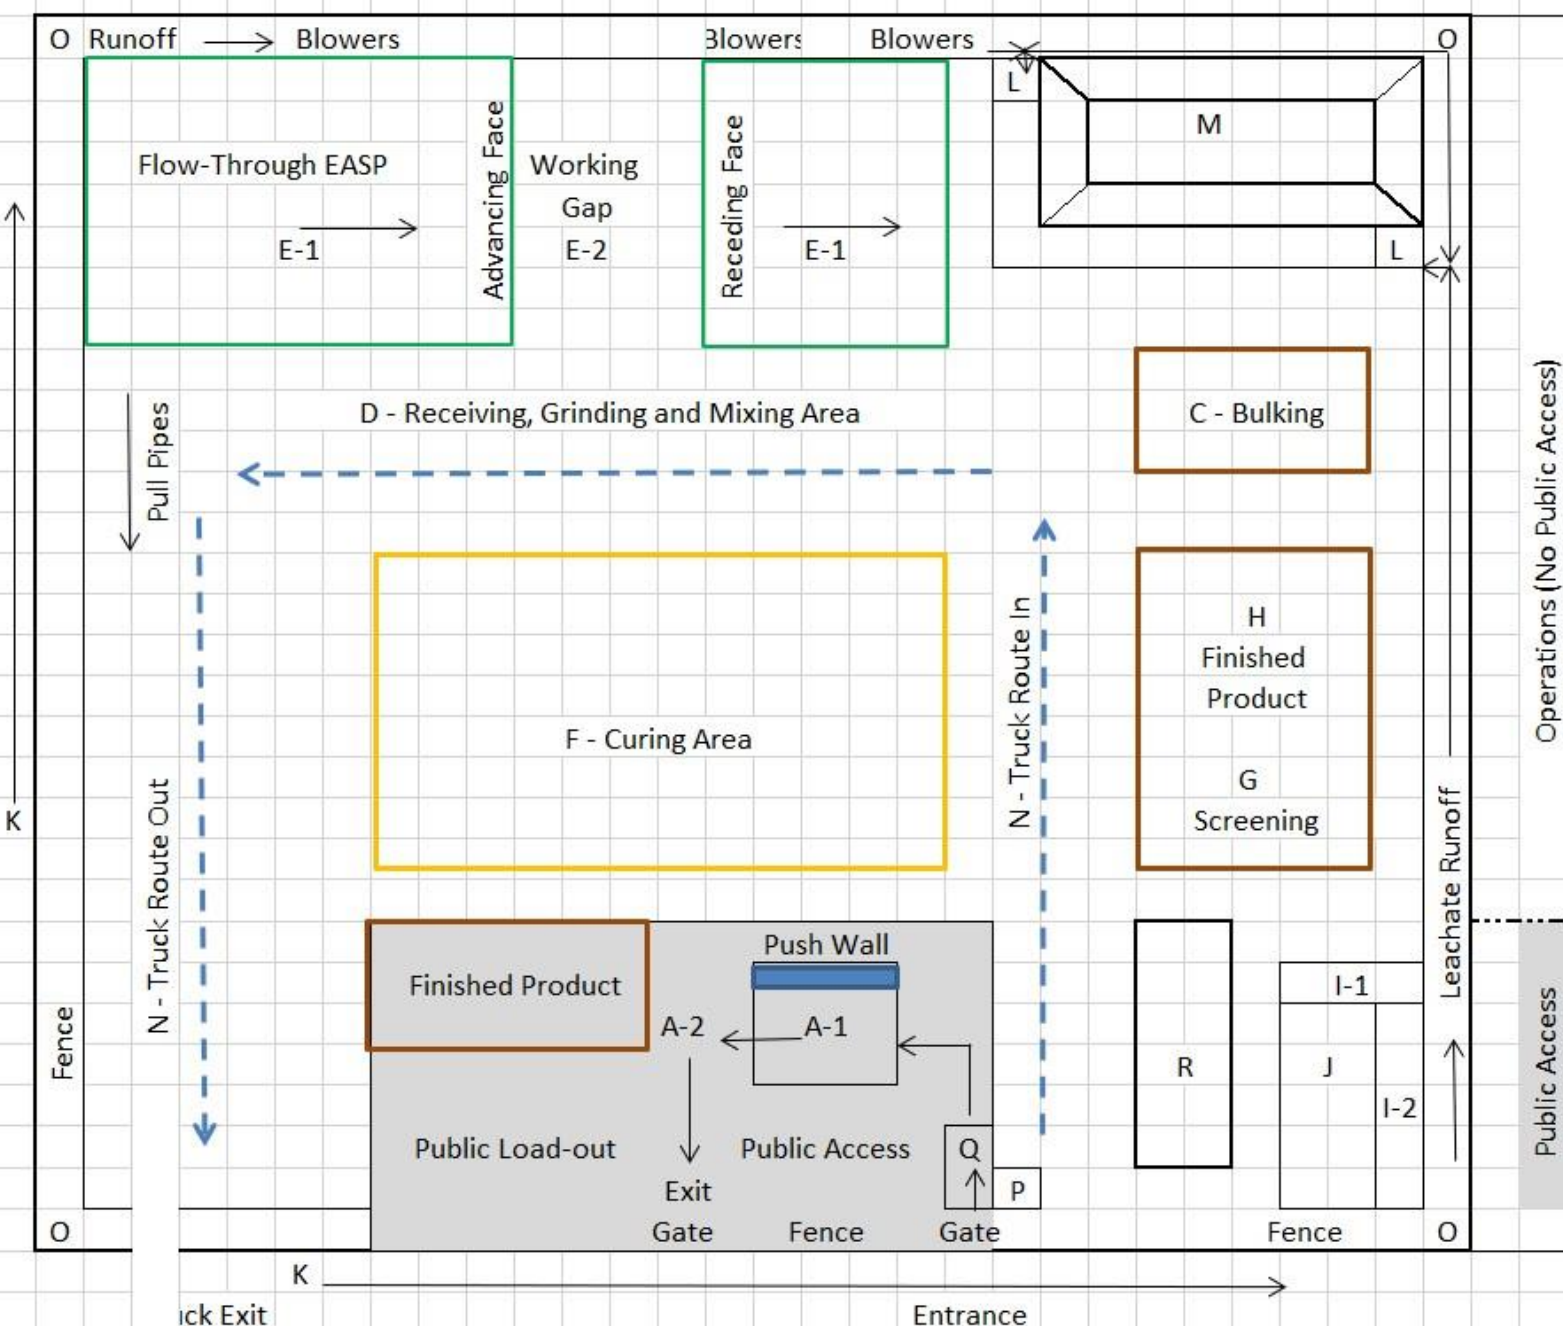 O Runoff Blowers Blowers Blowers O
L
M
Flow-Through EASP
Advancing Face
Working
Gap
E-2
Receding Face
E-1
E-1
L
Pull Pipes
D - Receiving, Grinding and Mixing Area
C - Bulking
Operations (No Public Access)
H
Finished
Product
G
Screening
N - Truck Route In
F - Curing Area
K
N - Truck Route Out
Leachate Runoff
Finished Product
Push Wall
A-2
A-1
I-1
R
J
I-2
Fence
Public Access
Public Load-out
Public Access
Q
P
Exit
Gate
Fence
Gate
Fence
O
O
K
Exit
Entrance